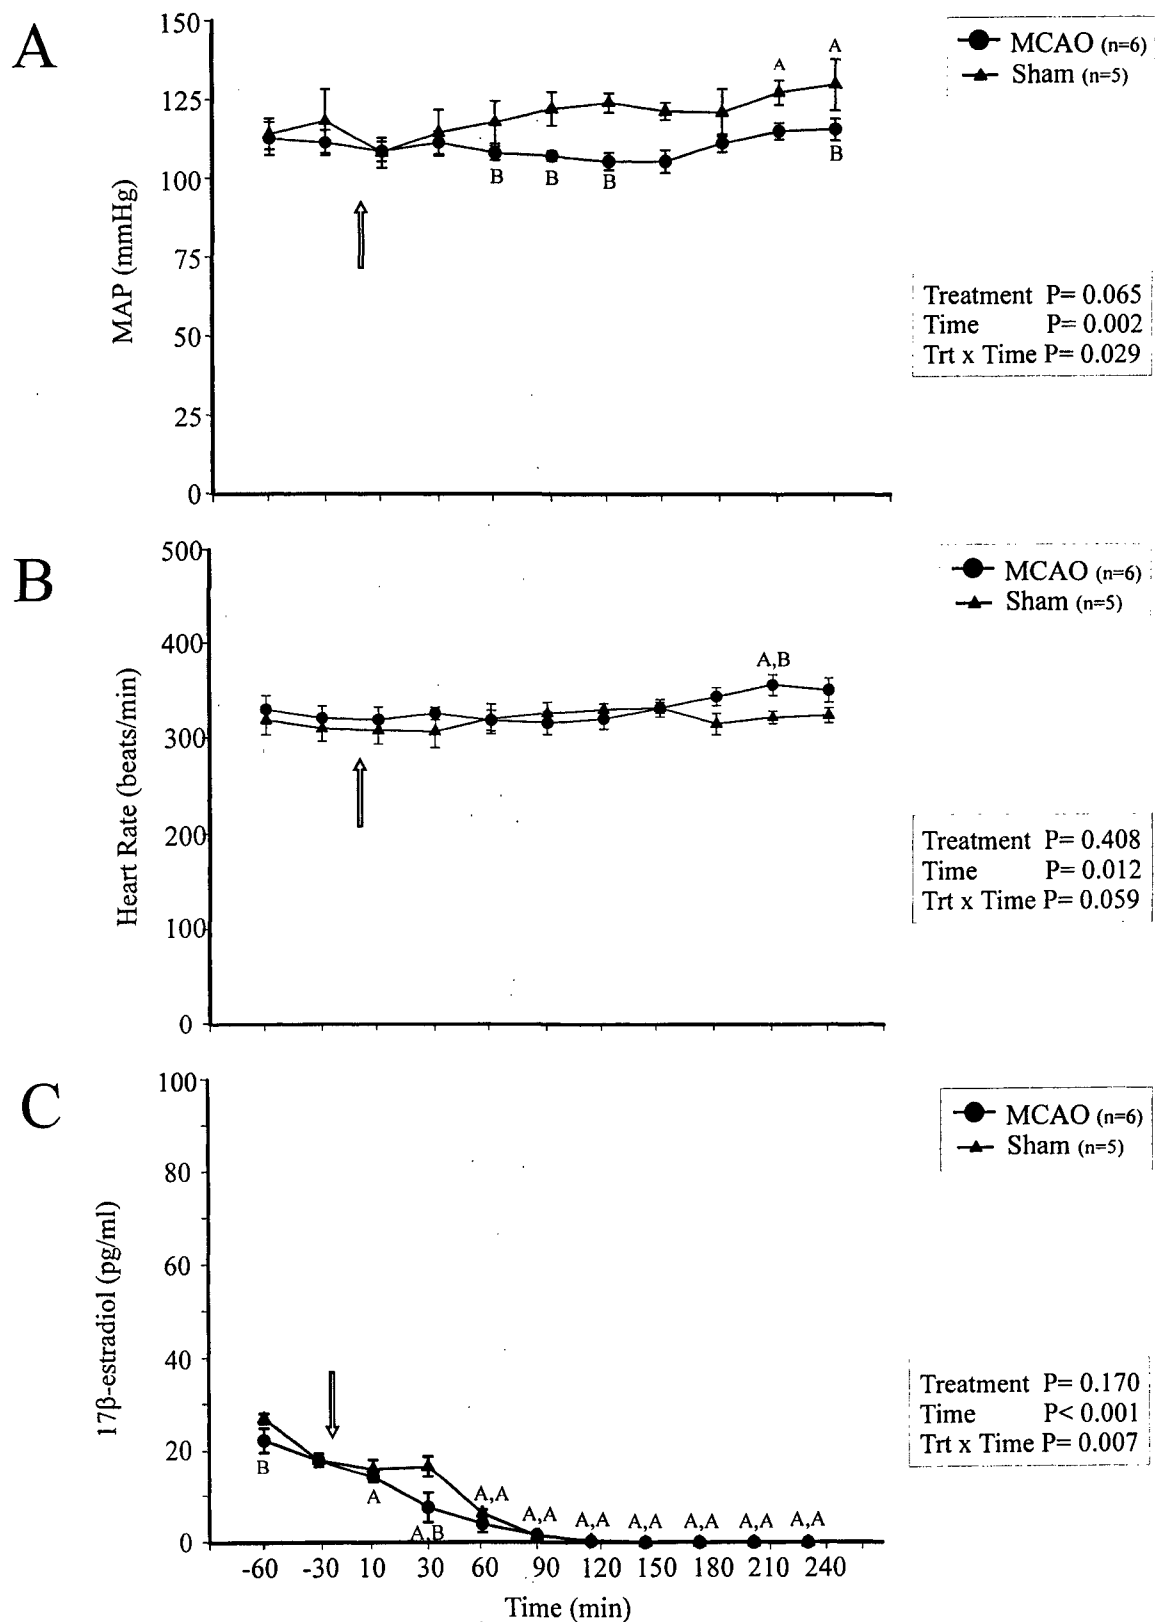 A
150
125
100
75
50
25
0
MAP (mmHg)
A
A
B
B
B
B
MCAO (n=6)
Sham (n=5)
Treatment P= 0.065
Time P= 0.002
Trt x Time P= 0.029
B
500
400
300
200
100
0
Heart Rate (beats/min)
A,B
MCAO (n=6)
Sham (n=5)
Treatment P= 0.408
Time P= 0.012
Trt x Time P= 0.059
C
100
80
60
40
20
0
17β-estradiol (pg/ml)
B
A
A,B
A,A
A,A
A,A
A,A
A,A
A,A
A,A
MCAO (n=6)
Sham (n=5)
Treatment P= 0.170
Time P< 0.001
Trt x Time P= 0.007
-60 -30 10 30 60 90 120 150 180 210 240
Time (min)